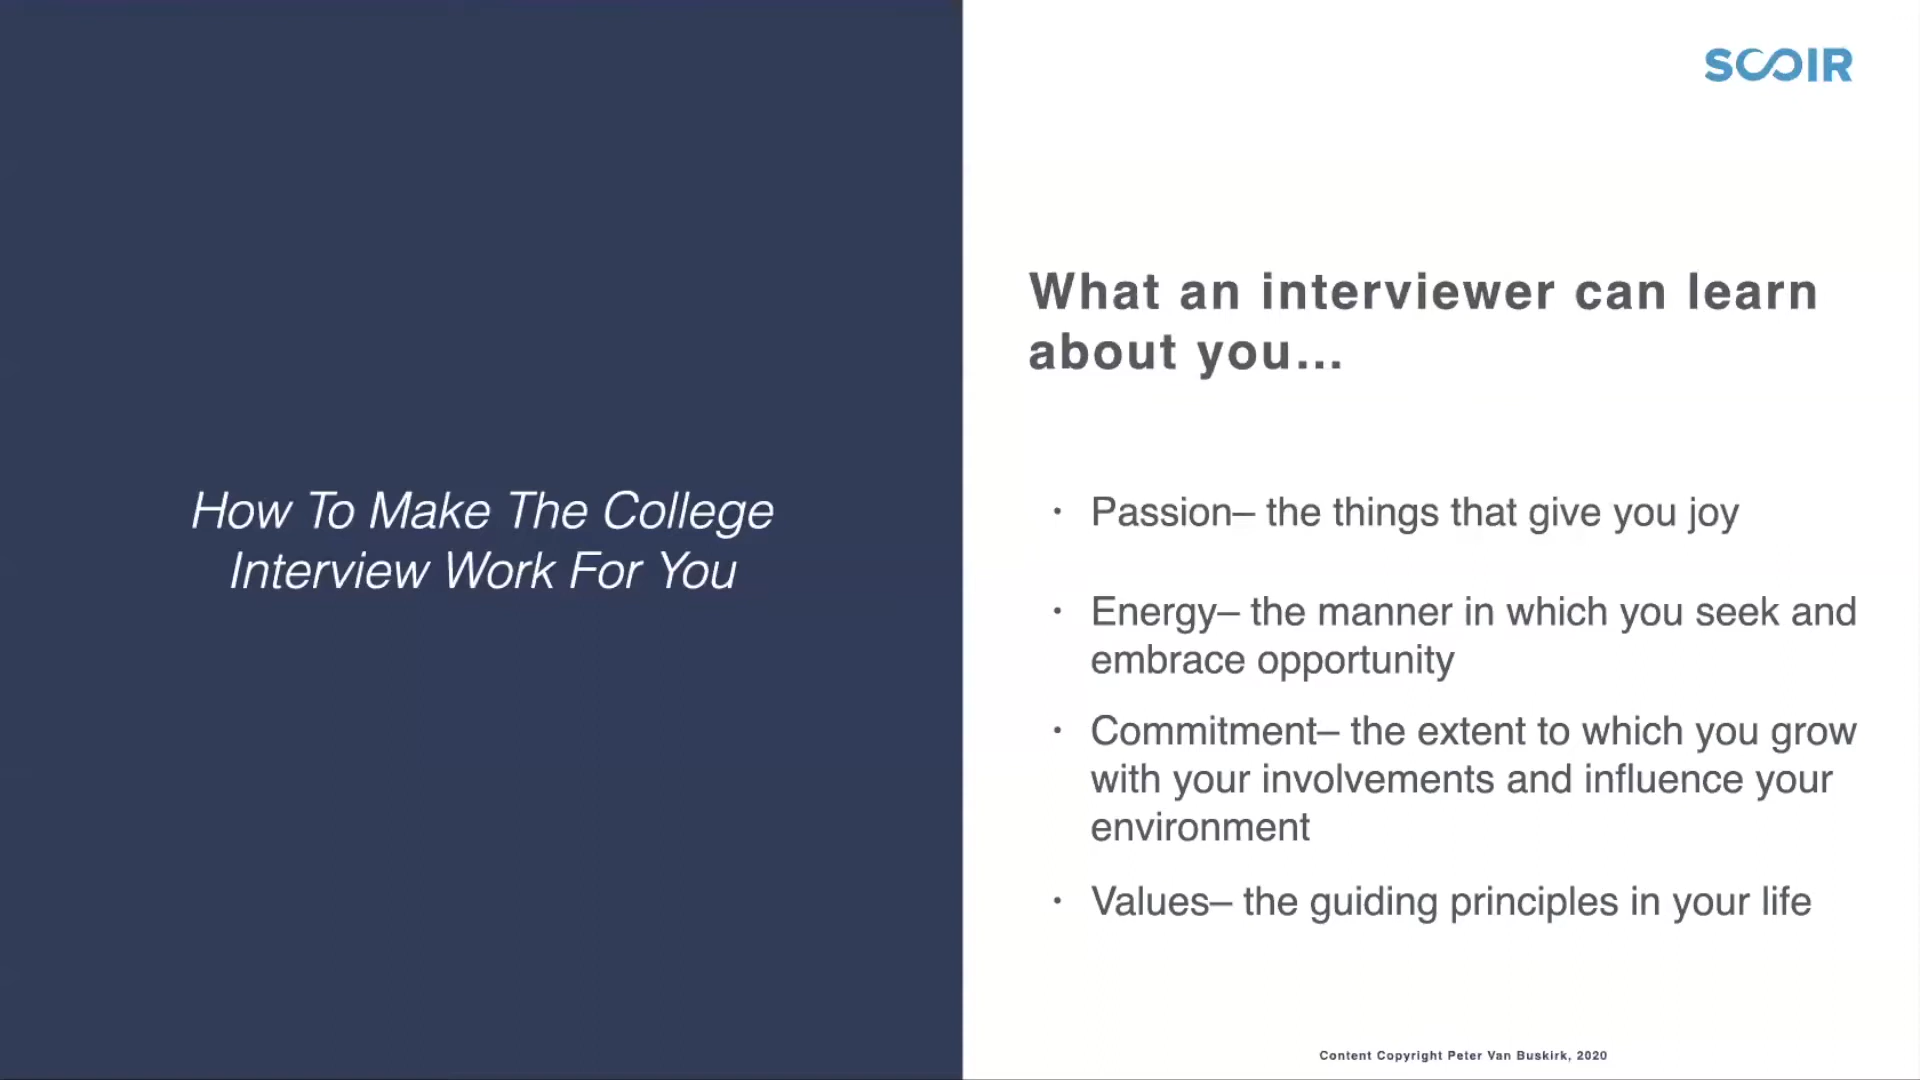 How To Make The College
Interview Work For You
SCOIR
What an interviewer can learn
about you...
· Passion– the things that give you joy
· Energy– the manner in which you seek and
embrace opportunity
· Commitment– the extent to which you grow
with your involvements and influence your
environment
· Values– the guiding principles in your life
Content Copyright Peter Van Buskirk, 2020